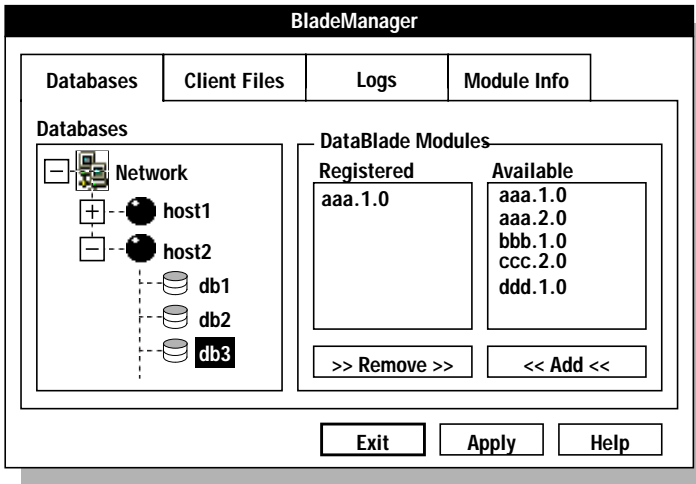 BladeManager
Databases Client Files Logs Module Info
Databases
Network
host1
host2
db1
db2
db3
DataBlade Modules
Registered
aaa.1.0
Available
aaa.1.0
aaa.2.0
bbb.1.0
ccc.2.0
ddd.1.0
>> Remove >> << Add <<
Exit Apply Help